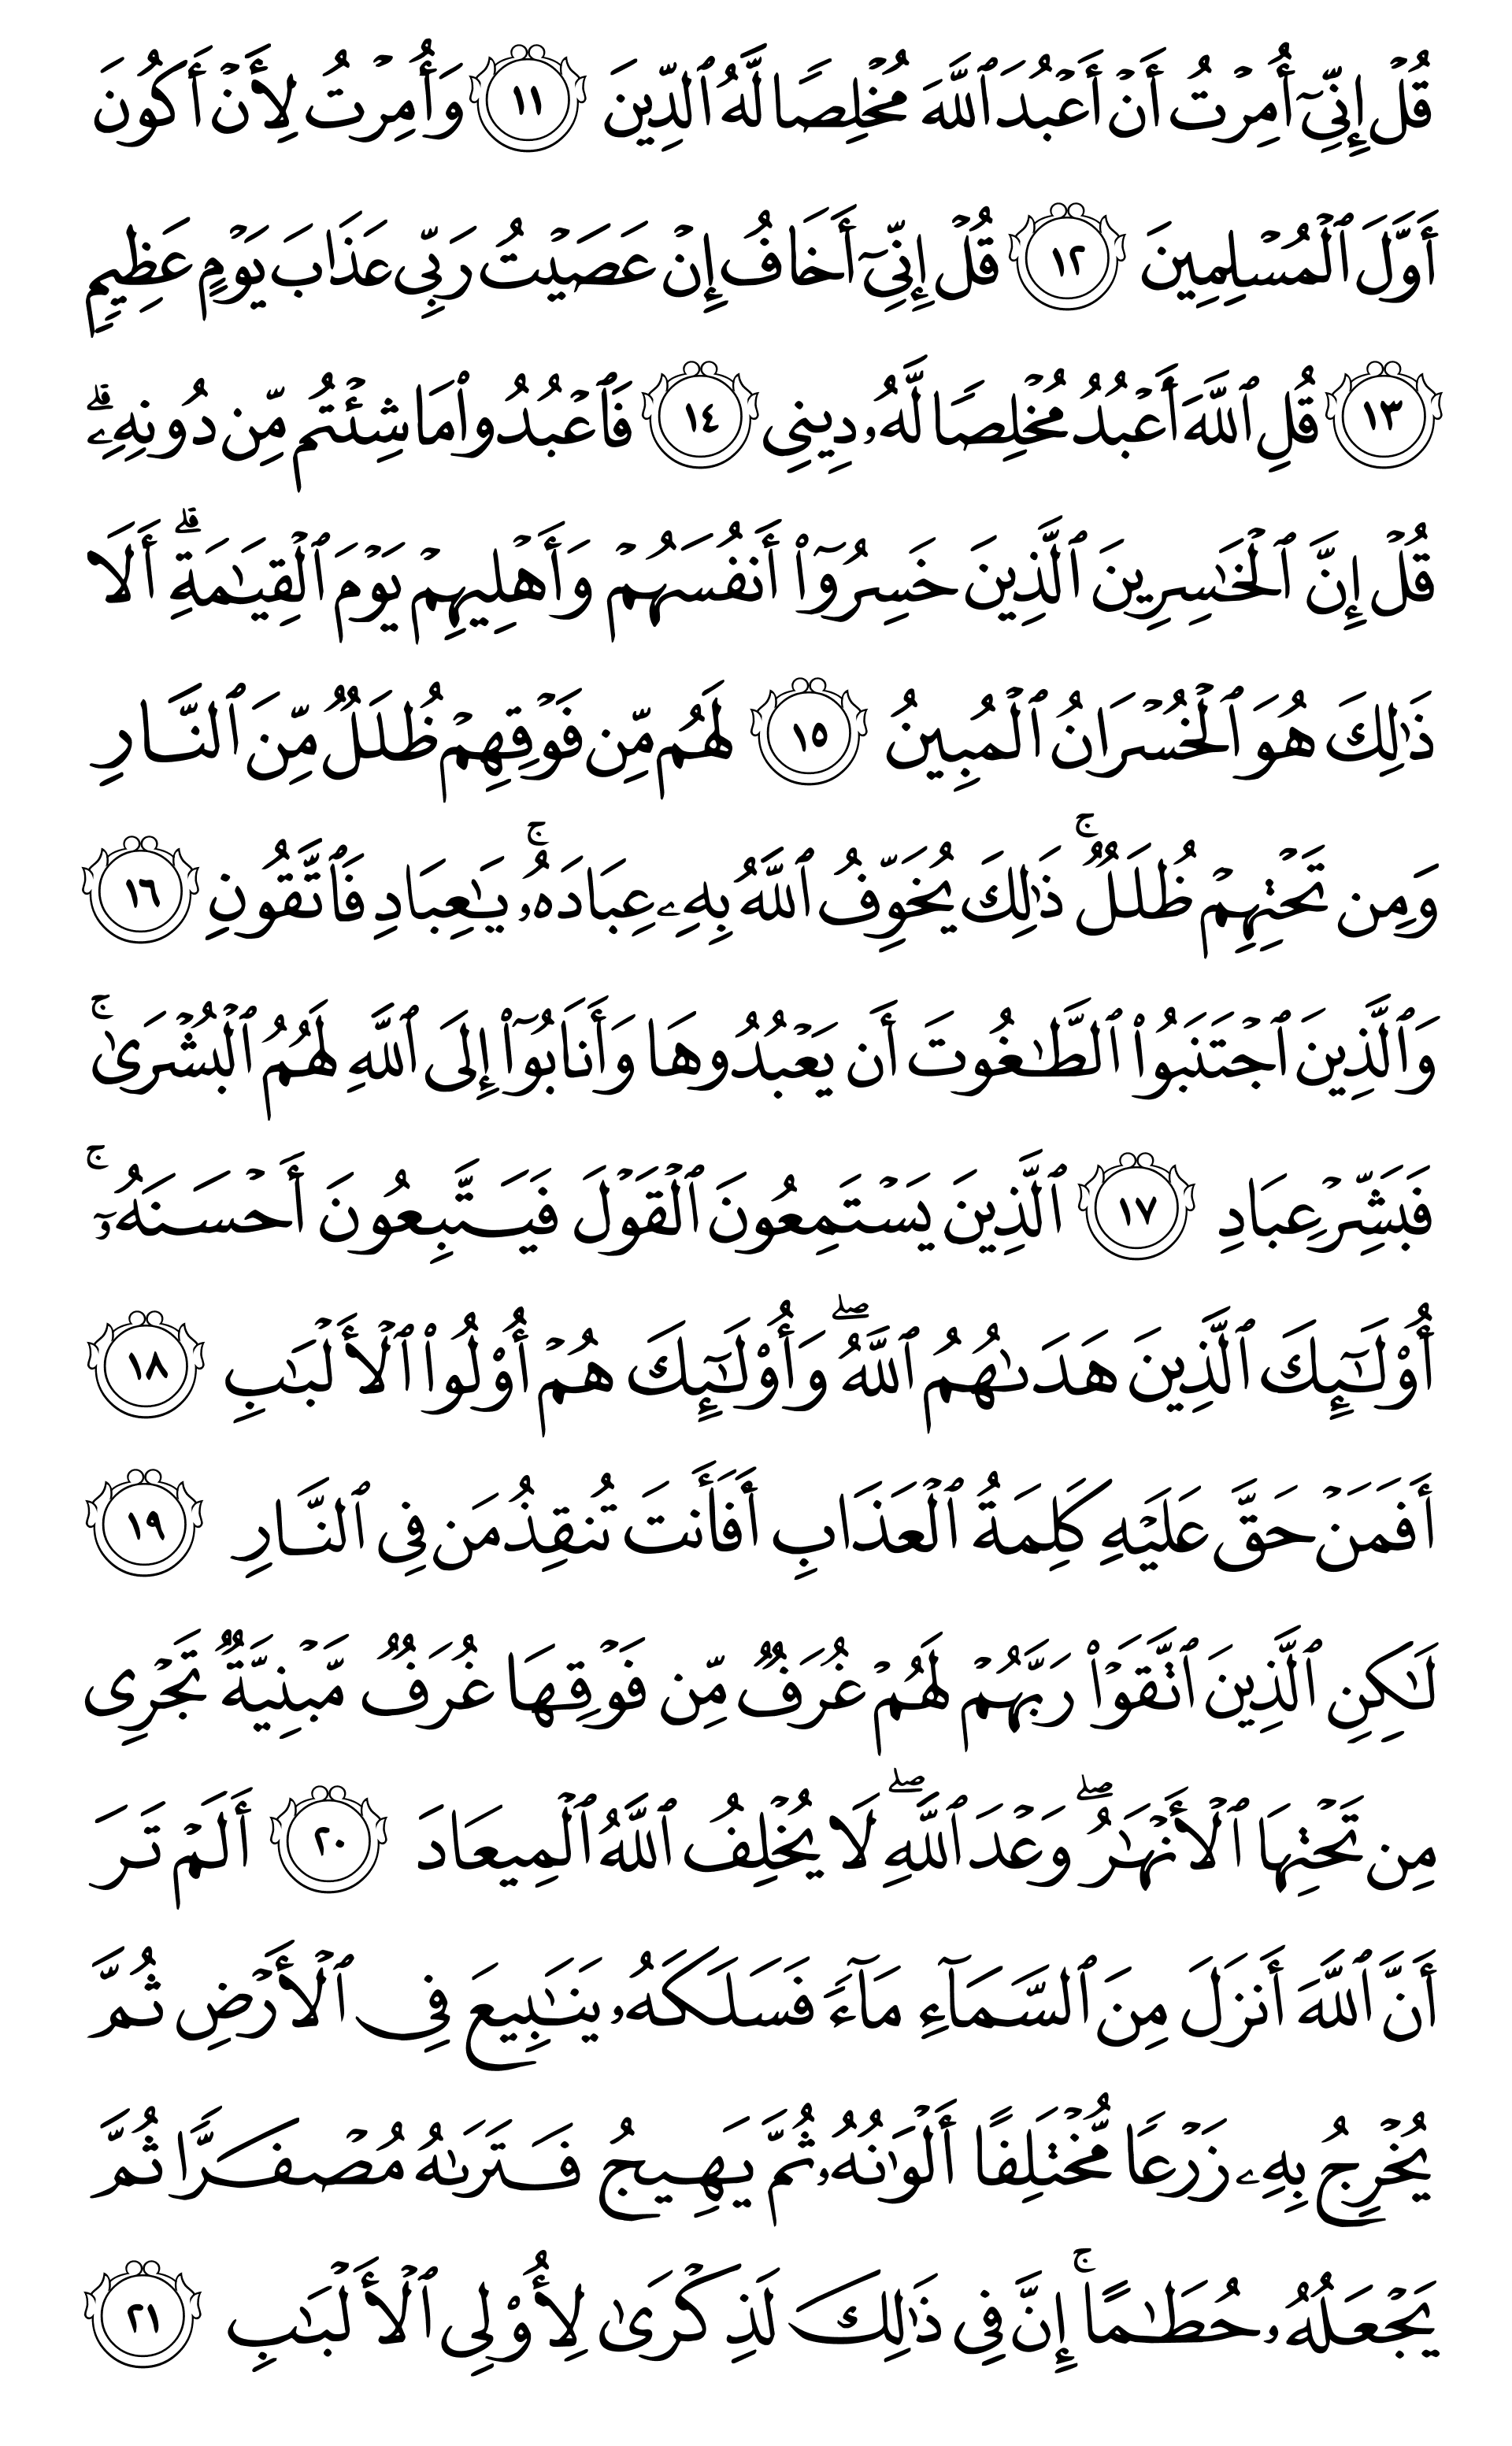 قُلۡ إِنِّيٓ أُمِرۡتُ أَنۡ أَعۡبُدَ ٱللَّهَ مُخۡلِصٗا لَّهُ ٱلدِّينَ ١١ وَأُمِرۡتُ لِأَنۡ أَكُونَ
أَوَّلَ ٱلۡمُسۡلِمِينَ ١٢ قُلۡ إِنِّيٓ أَخَافُ إِنۡ عَصَيۡتُ رَبِّي عَذَابَ يَوۡمٍ عَظِيمٖ
١٣ قُلِ ٱللَّهَ أَعۡبُدُ مُخۡلِصٗا لَّهُۥ دِينِي ١٤ فَٱعۡبُدُواْ مَا شِئۡتُم مِّن دُونِهِۦۗ
قُلۡ إِنَّ ٱلۡخَٰسِرِينَ ٱلَّذِينَ خَسِرُوٓاْ أَنفُسَهُمۡ وَأَهۡلِيهِمۡ يَوۡمَ ٱلۡقِيَٰمَةِۗ أَلَا
ذَٰلِكَ هُوَ ٱلۡخُسۡرَانُ ٱلۡمُبِينُ ١٥ لَهُم مِّن فَوۡقِهِمۡ ظُلَلٞ مِّنَ ٱلنَّارِ
وَمِن تَحۡتِهِمۡ ظُلَلٞۚ ذَٰلِكَ يُخَوِّفُ ٱللَّهُ بِهِۦ عِبَادَهُۥۚ يَٰعِبَادِ فَٱتَّقُونِ ١٦
وَٱلَّذِينَ ٱجۡتَنَبُواْ ٱلطَّٰغُوتَ أَن يَعۡبُدُوهَا وَأَنَابُوٓاْ إِلَى ٱللَّهِ لَهُمُ ٱلۡبُشۡرَىٰۚ
فَبَشِّرۡ عِبَادِ ١٧ ٱلَّذِينَ يَسۡتَمِعُونَ ٱلۡقَوۡلَ فَيَتَّبِعُونَ أَحۡسَنَهُۥٓۚ
أُوْلَٰٓئِكَ ٱلَّذِينَ هَدَىٰهُمُ ٱللَّهُۖ وَأُوْلَٰٓئِكَ هُمۡ أُوْلُواْ ٱلۡأَلۡبَٰبِ ١٨
أَفَمَنۡ حَقَّ عَلَيۡهِ كَلِمَةُ ٱلۡعَذَابِ أَفَأَنتَ تُنقِذُ مَن فِي ٱلنَّارِ ١٩
لَٰكِنِ ٱلَّذِينَ ٱتَّقَوۡاْ رَبَّهُمۡ لَهُمۡ غُرَفٞ مِّن فَوۡقِهَا غُرَفٞ مَّبۡنِيَّةٞ تَجۡرِي
مِن تَحۡتِهَا ٱلۡأَنۡهَٰرُۖ وَعۡدَ ٱللَّهِۖ لَا يُخۡلِفُ ٱللَّهُ ٱلۡمِيعَادَ ٢٠ أَلَمۡ تَرَ
أَنَّ ٱللَّهَ أَنزَلَ مِنَ ٱلسَّمَآءِ مَآءٗ فَسَلَكَهُۥ يَنَٰبِيعَ فِي ٱلۡأَرۡضِ ثُمَّ
يُخۡرِجُ بِهِۦ زَرۡعٗا مُّخۡتَلِفًا أَلۡوَٰنُهُۥ ثُمَّ يَهِيجُ فَتَرَىٰهُ مُصۡفَرّٗا ثُمَّ
يَجۡعَلُهُۥ حُطَٰمًاۚ إِنَّ فِي ذَٰلِكَ لَذِكۡرَىٰ لِأُوْلِي ٱلۡأَلۡبَٰبِ ٢١